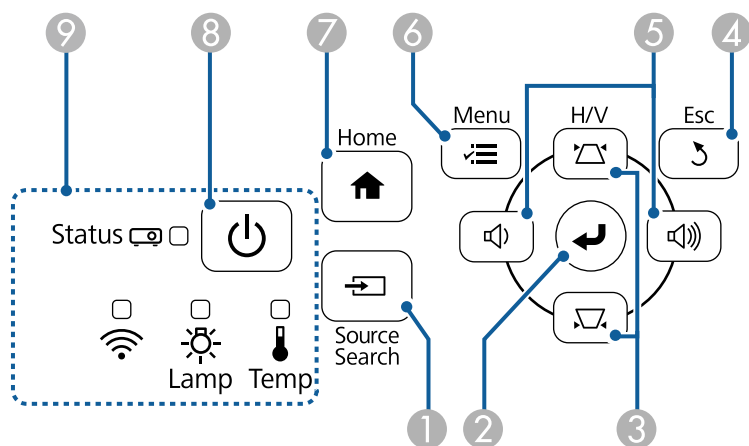 9 8 7 6 5 4
Menu H/V Esc
Home
Status
Source
Search
Lamp Temp
1 2 3